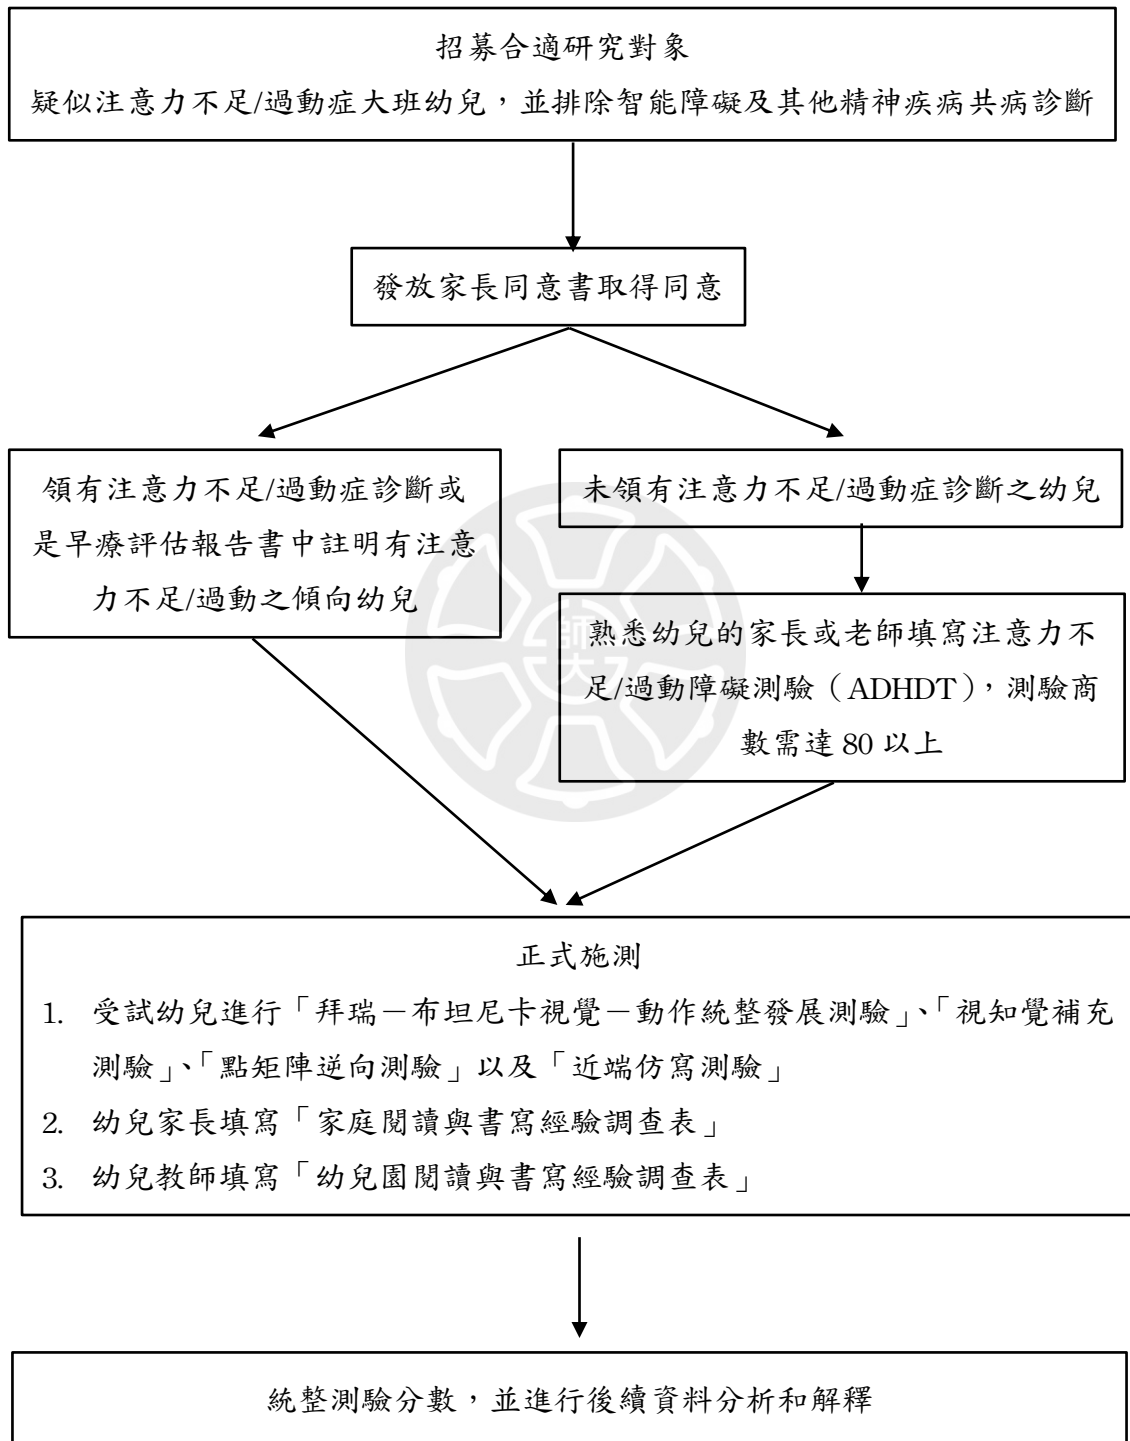 招募合適研究對象
疑似注意力不足/過動症大班幼兒，並排除智能障礙及其他精神疾病共病診斷
發放家長同意書取得同意
領有注意力不足/過動症診斷或
是早療評估報告書中註明有注意
力不足/過動之傾向幼兒
未領有注意力不足/過動症診斷之幼兒
熟悉幼兒的家長或老師填寫注意力不
足/過動障礙測驗（ADHDT），測驗商
數需達 80 以上
師
大
正式施測
1. 受試幼兒進行「拜瑞－布坦尼卡視覺－動作統整發展測驗」、「視知覺補充
測驗」、「點矩陣逆向測驗」以及「近端仿寫測驗」
2. 幼兒家長填寫「家庭閱讀與書寫經驗調查表」
3. 幼兒教師填寫「幼兒園閱讀與書寫經驗調查表」
統整測驗分數，並進行後續資料分析和解釋